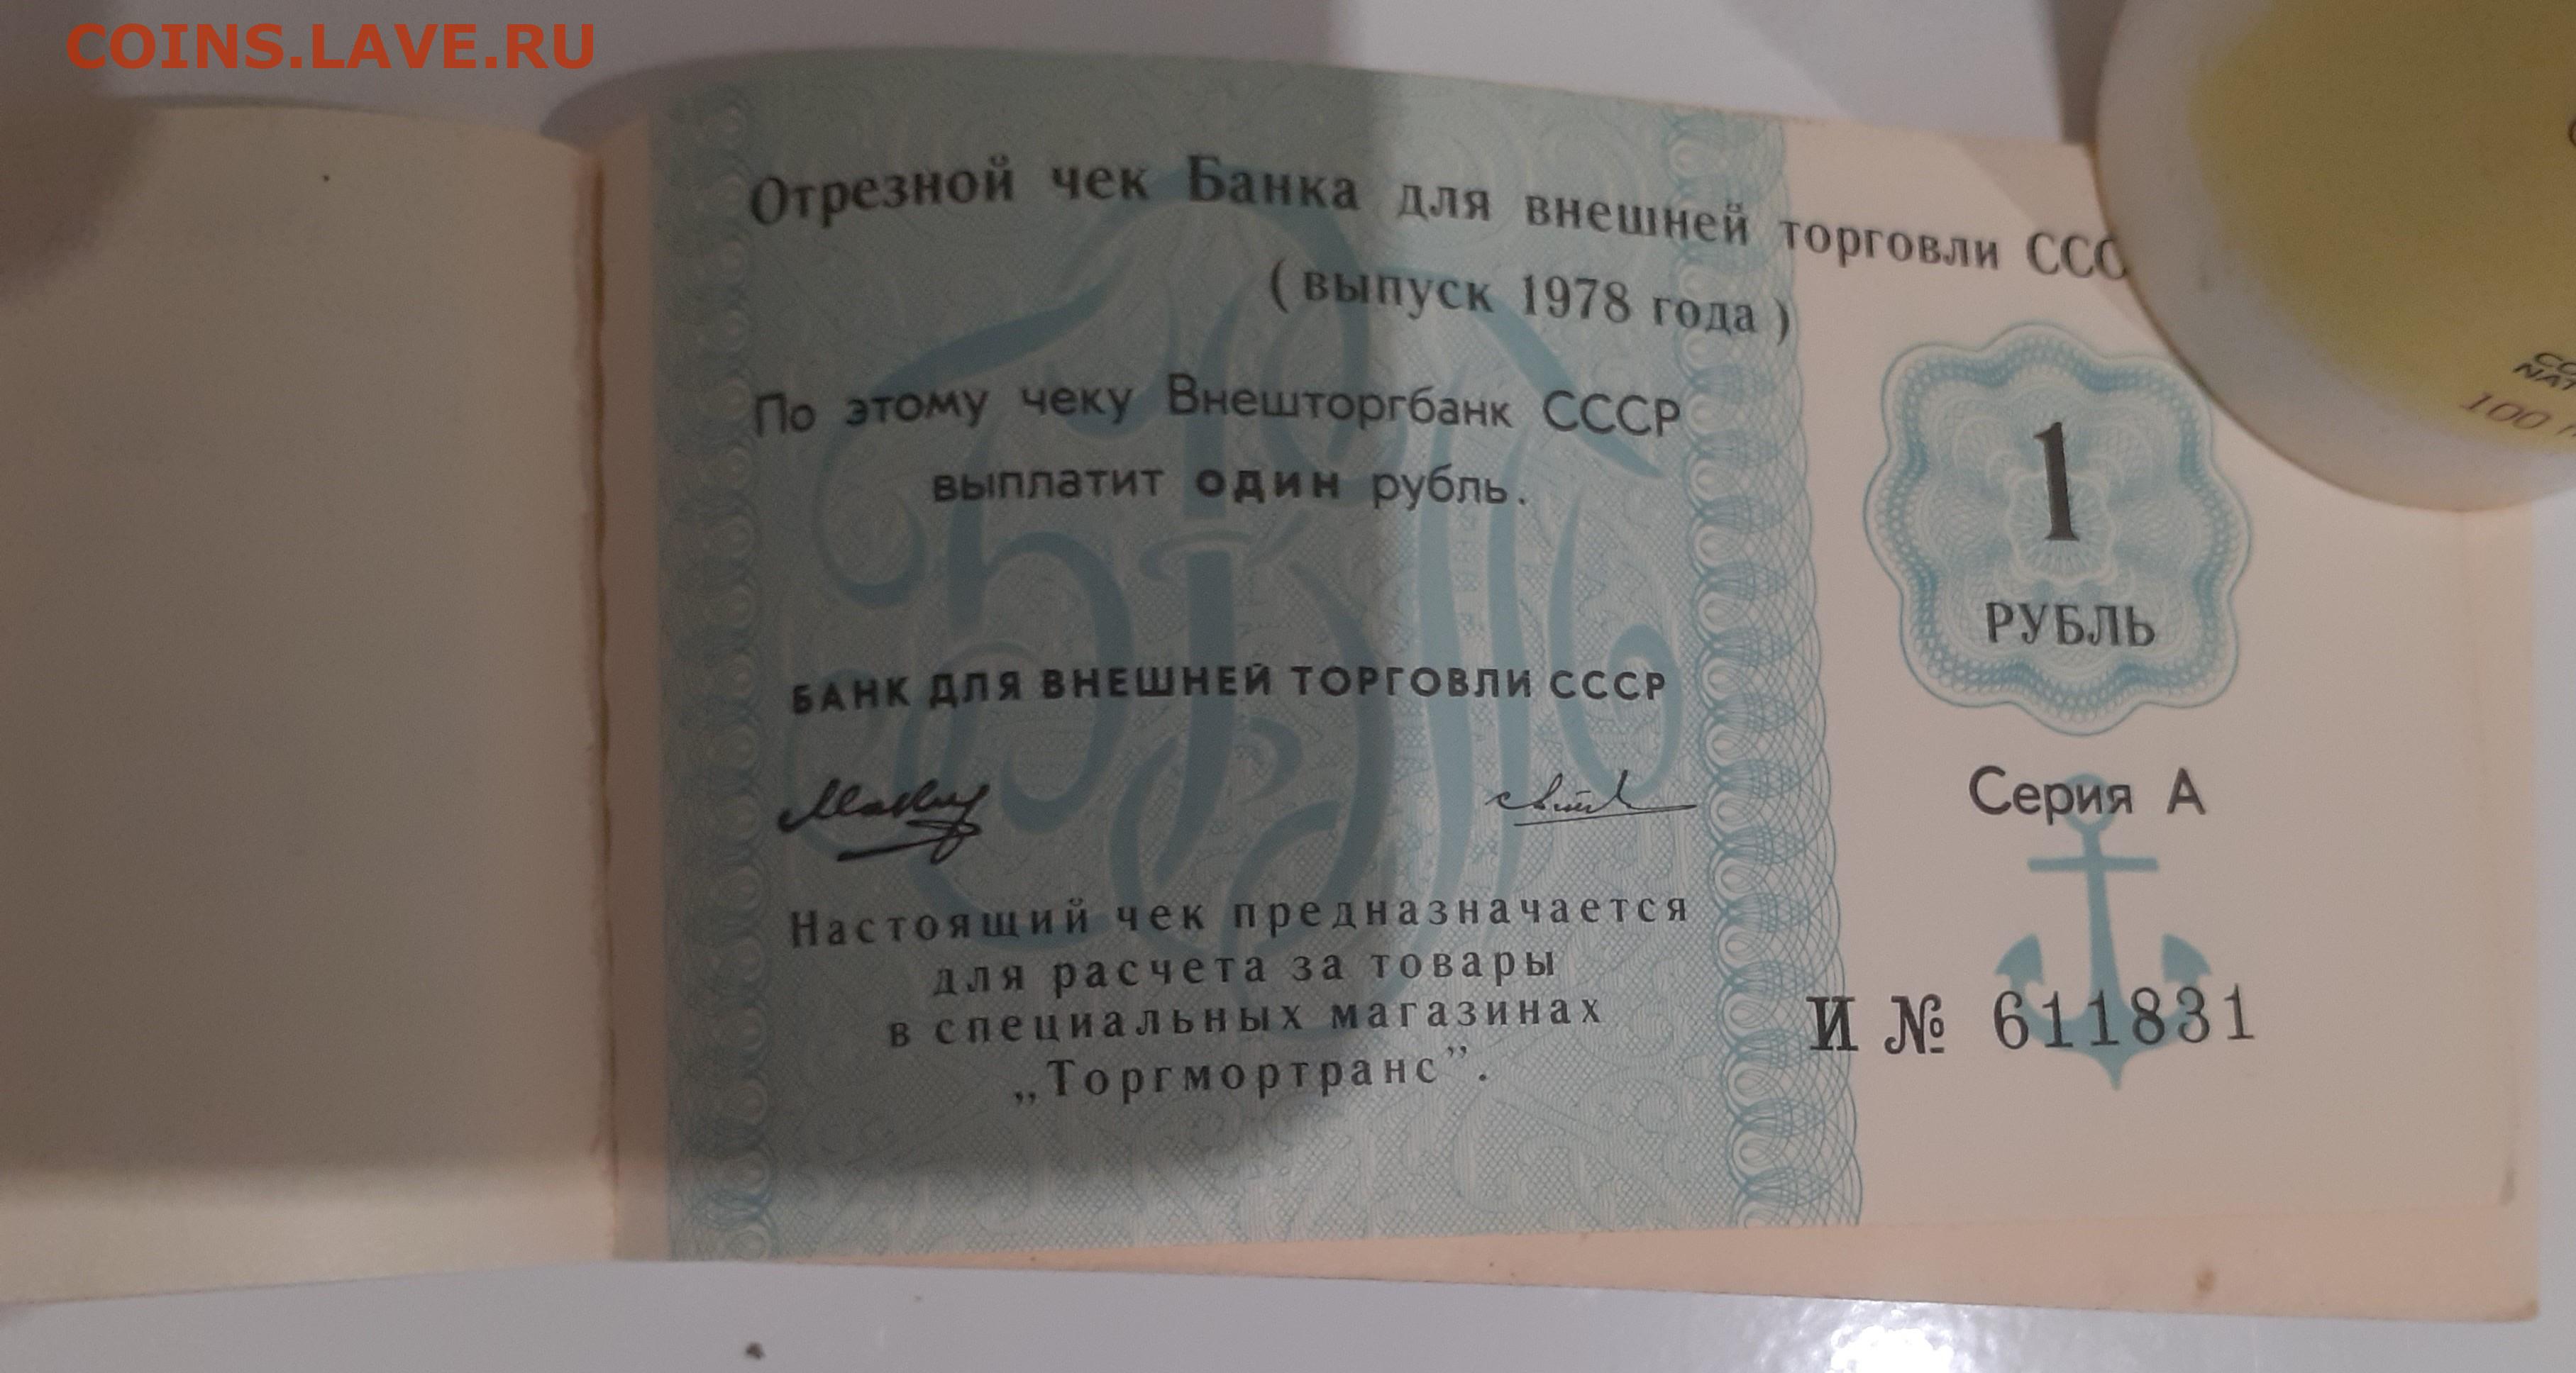 COINS.LAVE.RU
Отрезной чек Банка для внешней торговли ССС
( выпуск 1978 года )
По этому чеку Внешторгбанк СССР
выплатит один рубль.
БАНК ДЛЯ ВНЕШНЕЙ ТОРГОВЛИ СССР
Настоящий чек предназначается
для расчета за товары
в специальных магазинах
„Торгмортранс”.
1
РУБЛЬ
Серия А
И № 611831
100